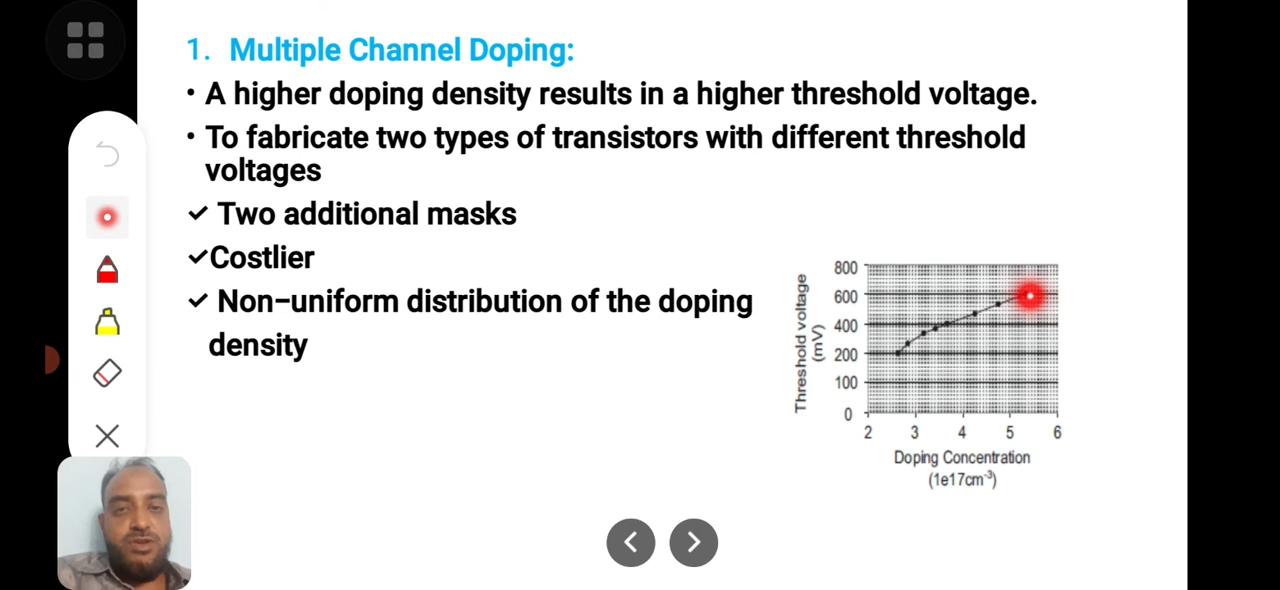 1. Multiple Channel Doping:
• A higher doping density results in a higher threshold voltage.
• To fabricate two types of transistors with different threshold
voltages
✓ Two additional masks
✓Costlier
✓ Non-uniform distribution of the doping
density
Threshold voltage
(mV)
800
600
400
200
100
0
2 3 4 5 6
Doping Concentration
(1e17cm⁻³)